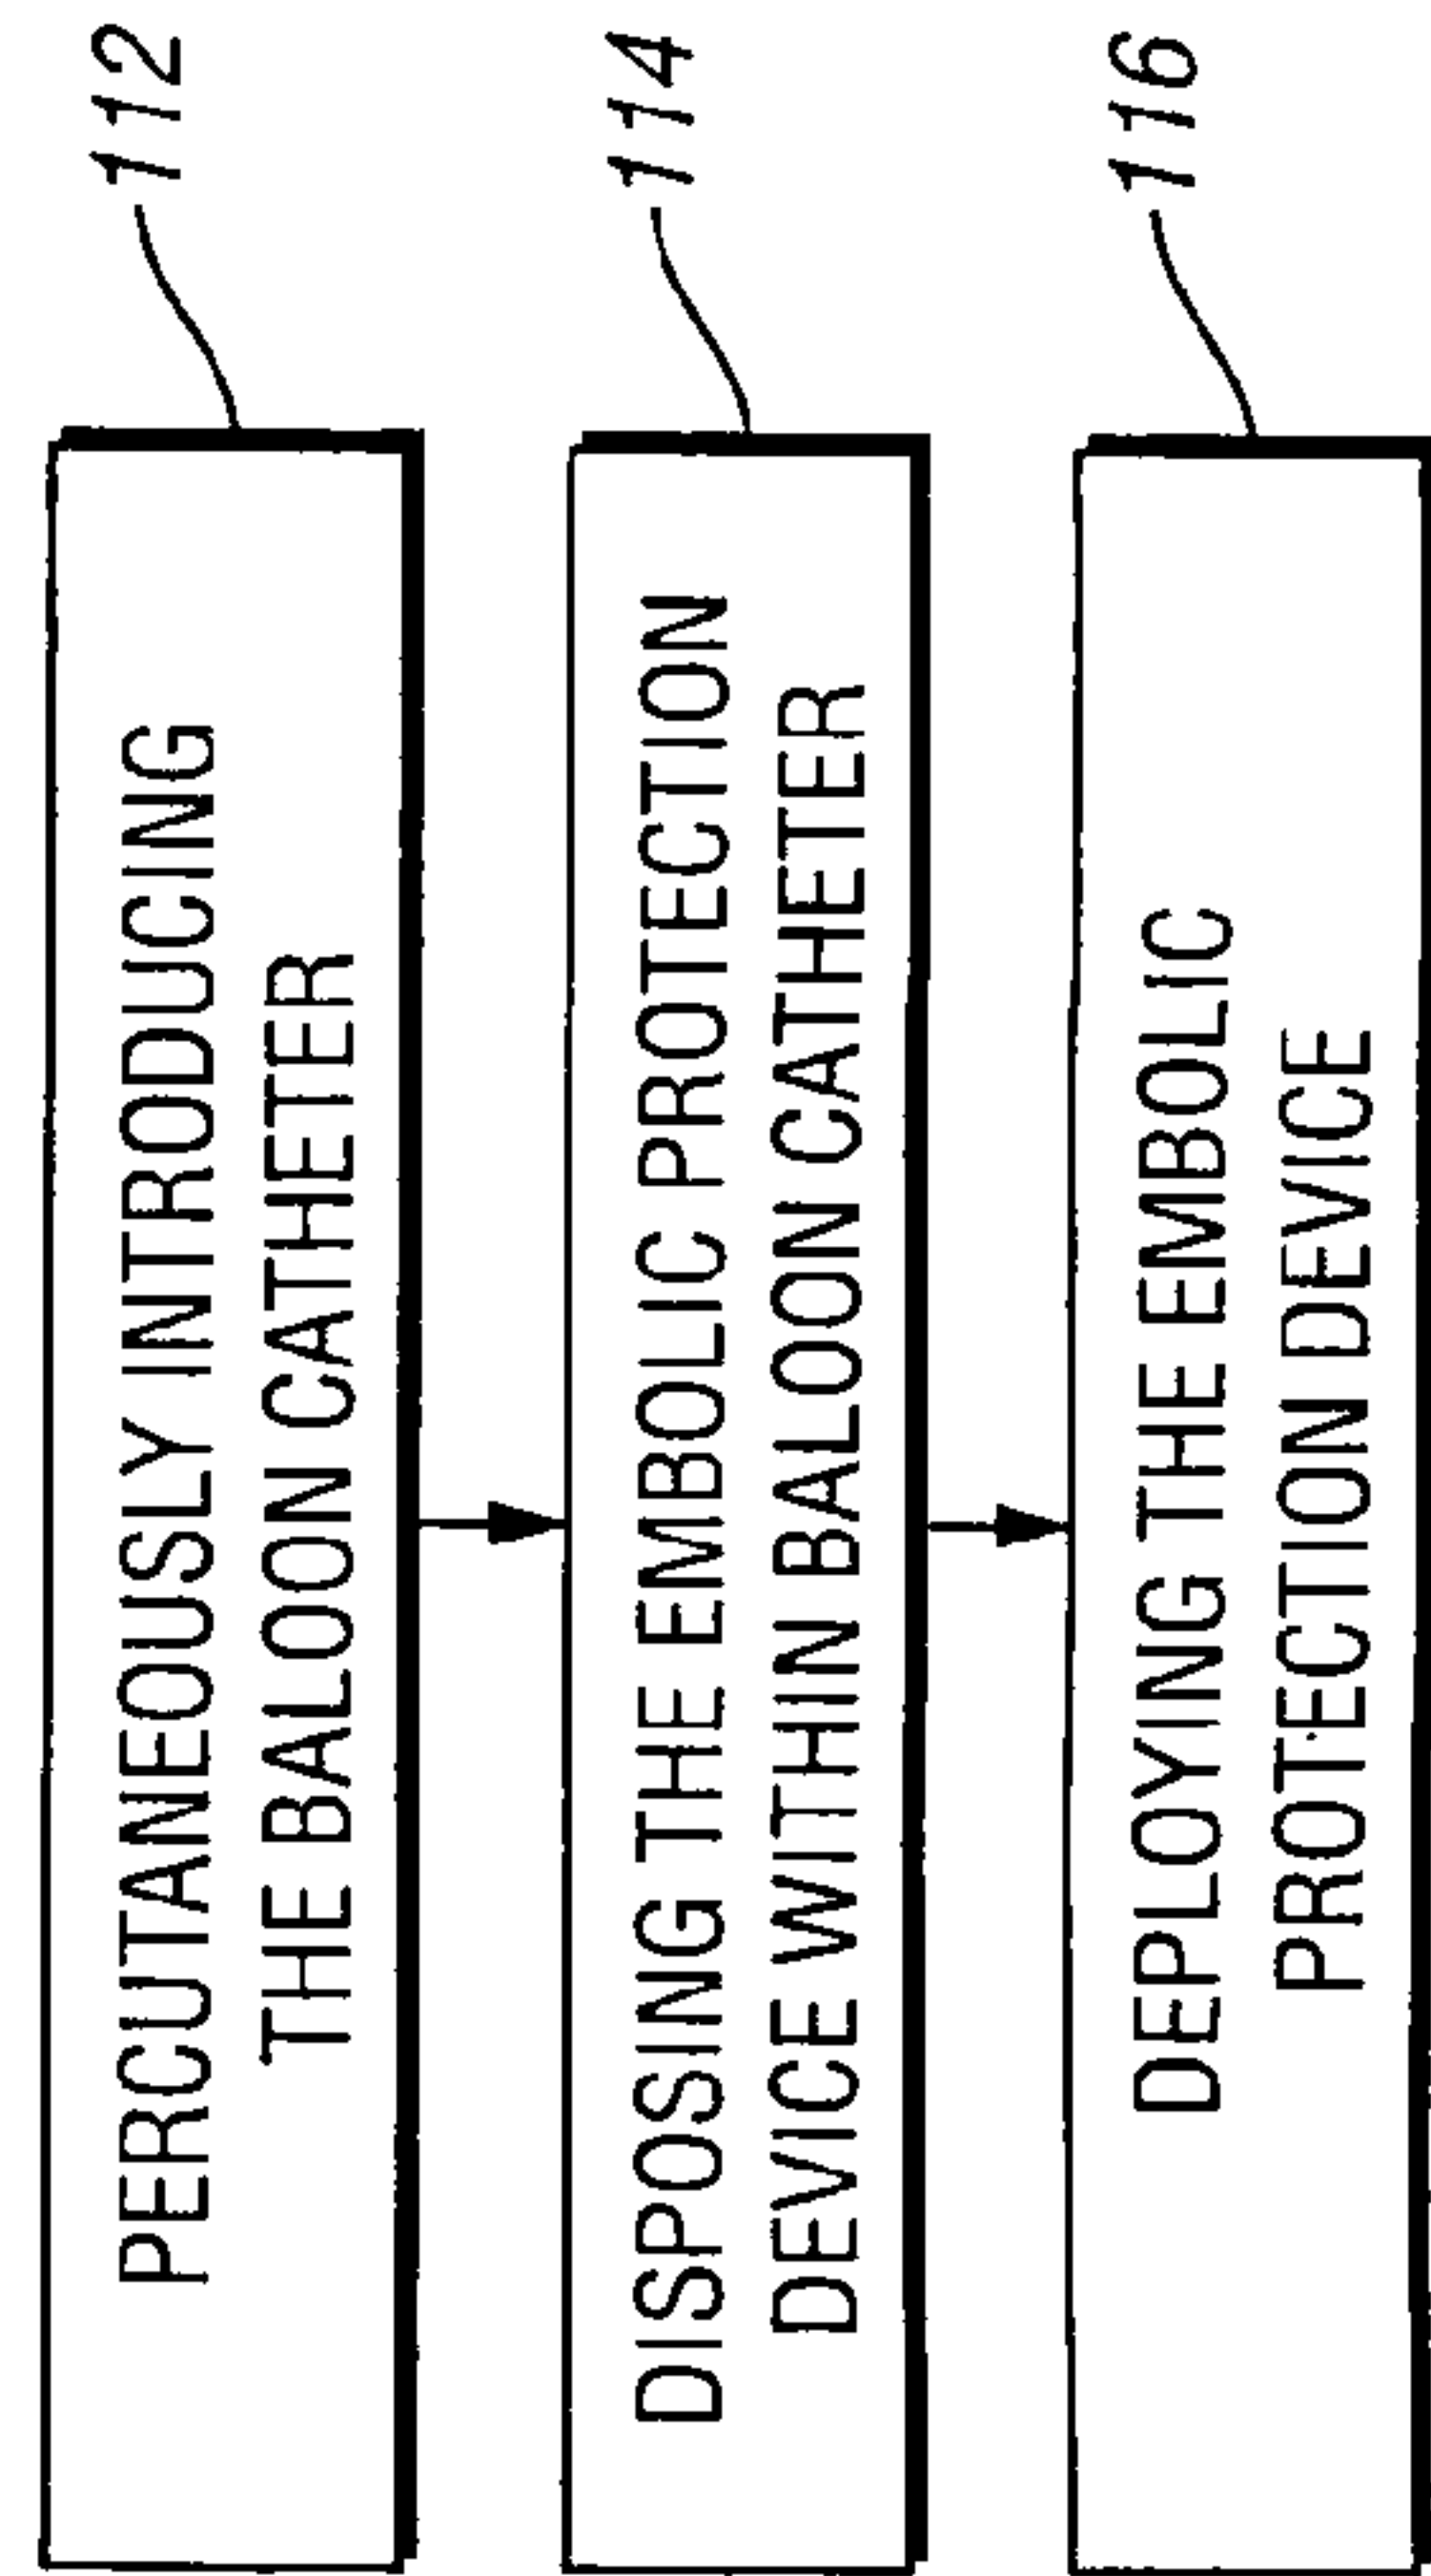 PERCUTANEOUSLY INTRODUCING
THE BALOON CATHETER
112
DISPOSING THE EMBOLIC PROTECTION
DEVICE WITHIN BALOON CATHETER
114
DEPLOYING THE EMBOLIC
PROTECTION DEVICE
116